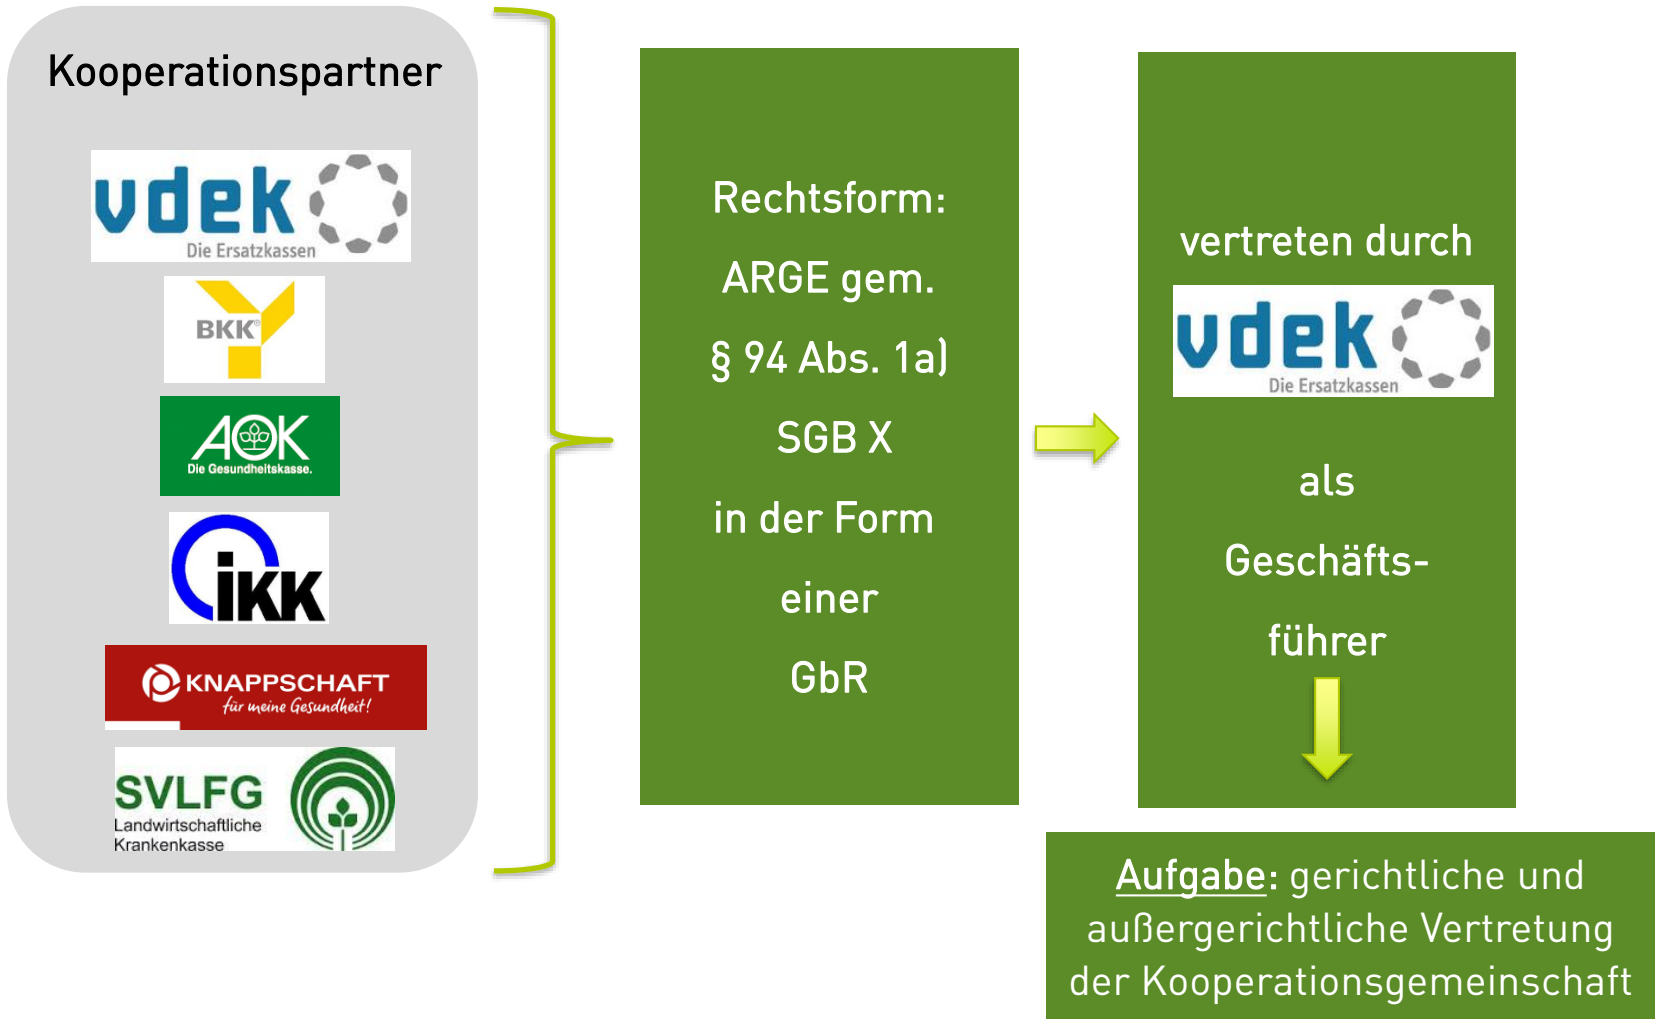 Kooperationspartner
vdek
Die Ersatzkassen
BKK®
AOK
Die Gesundheitskasse.
iKK
KNAPPSCHAFT
für meine Gesundheit!
SVLFG
Landwirtschaftliche
Krankenkasse
Rechtsform:
ARGE gem.
§ 94 Abs. 1a)
SGB X
in der Form
einer
GbR
vertreten durch
vdek
Die Ersatzkassen
als
Geschäfts-
führer
Aufgabe: gerichtliche und
außergerichtliche Vertretung
der Kooperationsgemeinschaft